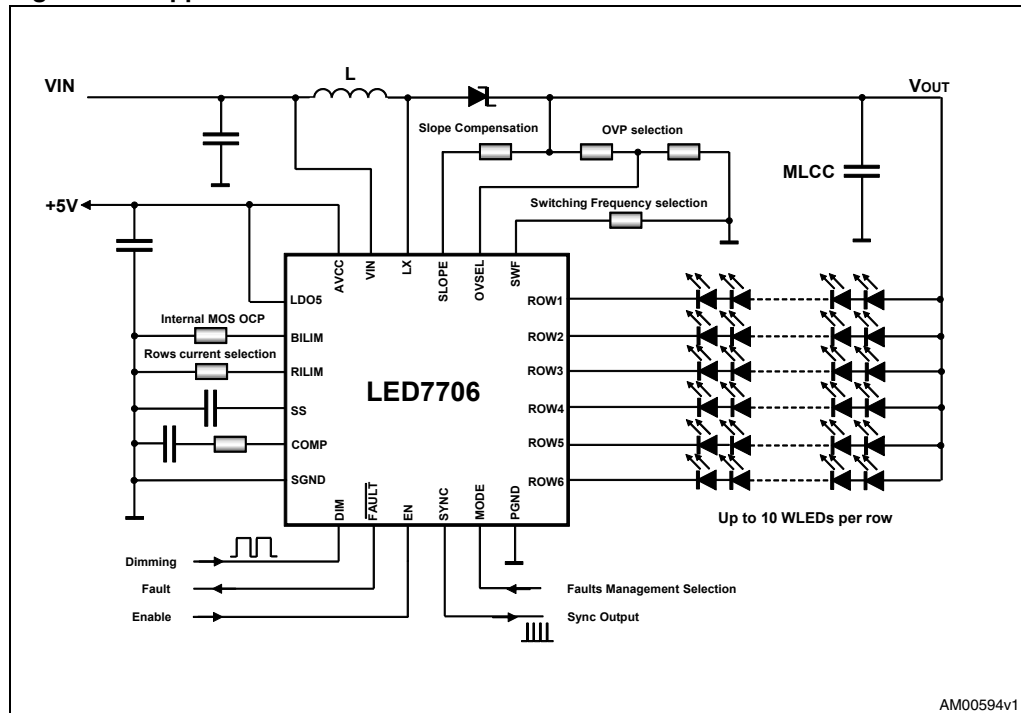 VIN
L
VOUT
Slope Compensation
OVP selection
MLCC
+5V
Switching Frequency selection
AVCC
VIN
LX
SLOPE
OVSEL
SWF
LDO5
ROW1
Internal MOS OCP
BILIM
ROW2
Rows current selection
RILIM
ROW3
LED7706
SS
ROW4
COMP
ROW5
SGND
ROW6
DIM
FAULT
EN
SYNC
MODE
PGND
Up to 10 WLEDs per row
Dimming
Fault
Faults Management Selection
Enable
Sync Output
AM00594v1